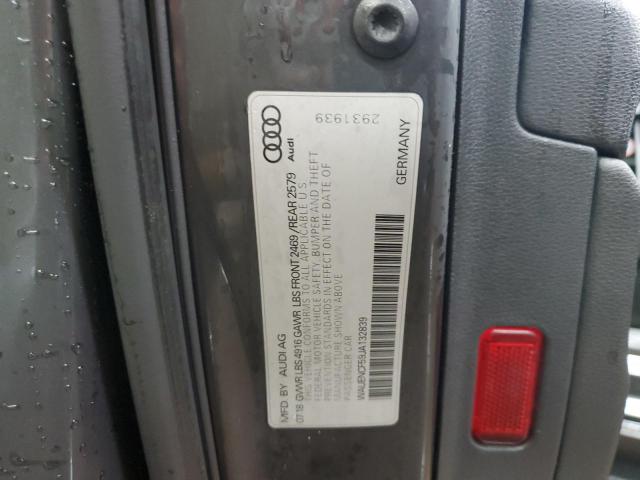 Audi
2931939
MFD BY AUDI AG
07/18 GVWR LBS 4916 GAWR LBS FRONT 2469 /REAR 2579
THIS VEHICLE CONFORMS TO ALL APPLICABLE U S
FEDERAL MOTOR VEHICLE SAFETY, BUMPER AND THEFT
PREVENTION STANDARDS IN EFFECT ON THE DATE OF
MANUFACTURE SHOWN ABOVE
PASSENGER CAR
WAUENCF59JA132839
GERMANY